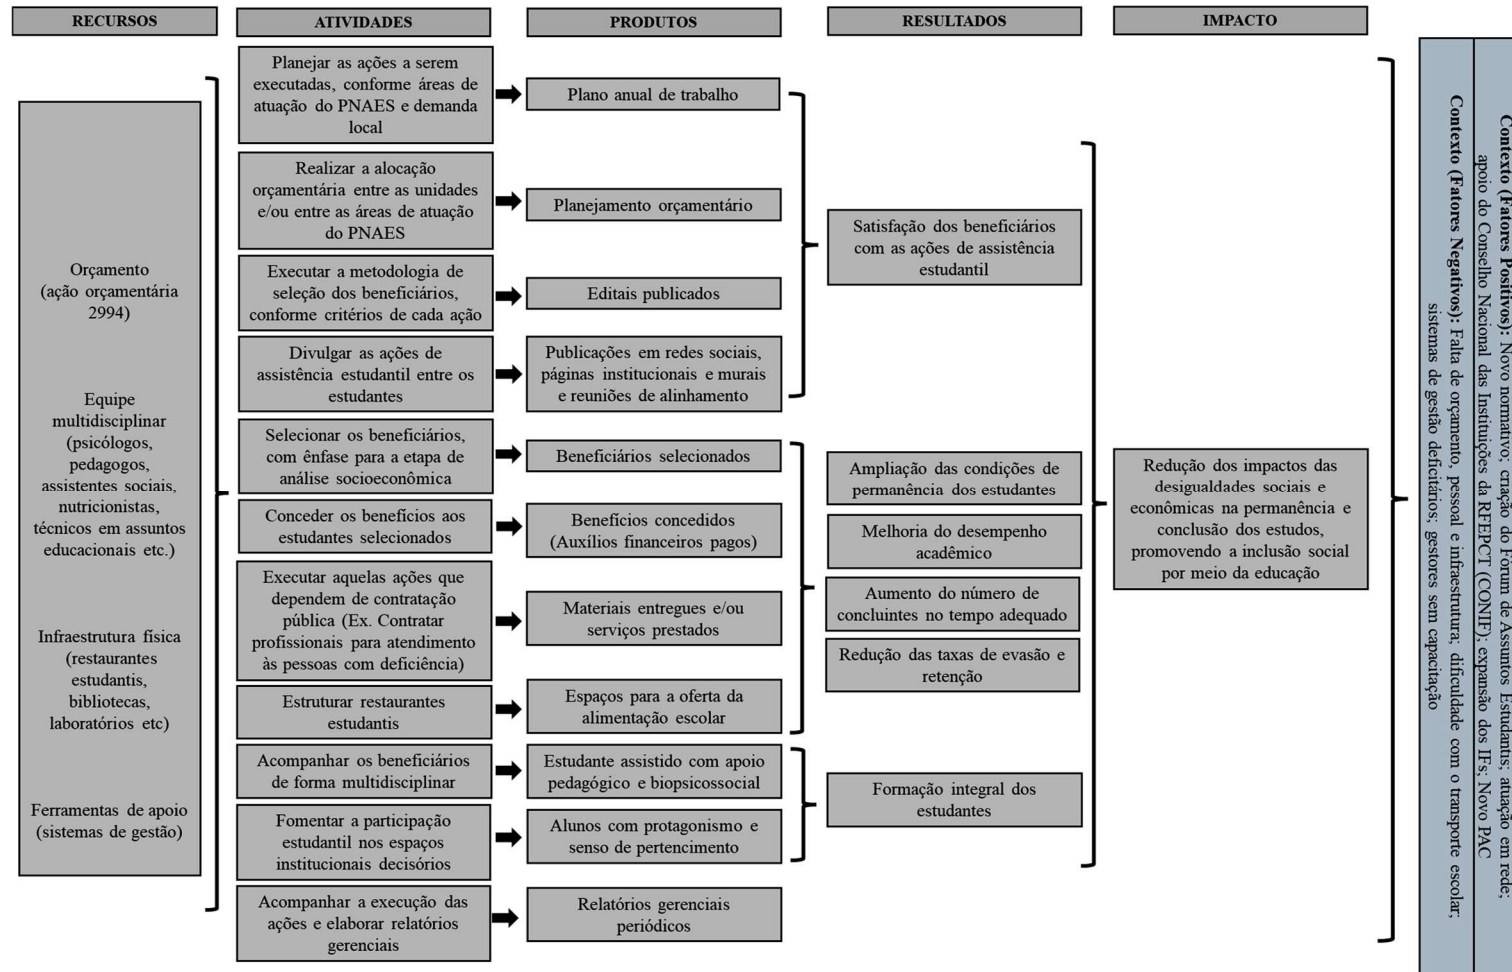 RECURSOS
ATIVIDADES
PRODUTOS
RESULTADOS
IMPACTO
Orçamento
(ação orçamentária
2994)
Equipe
multidisciplinar
(psicólogos,
pedagogos,
assistentes sociais,
nutricionistas,
técnicos em assuntos
educacionais etc.)
Infraestrutura física
(restaurantes
estudantis,
bibliotecas,
laboratórios etc)
Ferramentas de apoio
(sistemas de gestão)
Planejar as ações a serem
executadas, conforme áreas de
atuação do PNAES e demanda
local
Realizar a alocação
orçamentária entre as unidades
e/ou entre as áreas de atuação
do PNAES
Executar a metodologia de
seleção dos beneficiários,
conforme critérios de cada ação
Divulgar as ações de
assistência estudantil entre os
estudantes
Selecionar os beneficiários,
com ênfase para a etapa de
análise socioeconômica
Conceder os benefícios aos
estudantes selecionados
Executar aquelas ações que
dependem de contratação
pública (Ex. Contratar
profissionais para atendimento
às pessoas com deficiência)
Estruturar restaurantes
estudantis
Acompanhar os beneficiários
de forma multidisciplinar
Fomentar a participação
estudantil nos espaços
institucionais decisórios
Acompanhar a execução das
ações e elaborar relatórios
gerenciais
Plano anual de trabalho
Planejamento orçamentário
Editais publicados
Publicações em redes sociais,
páginas institucionais e murais
e reuniões de alinhamento
Beneficiários selecionados
Benefícios concedidos
(Auxílios financeiros pagos)
Materiais entregues e/ou
serviços prestados
Espaços para a oferta da
alimentação escolar
Estudante assistido com apoio
pedagógico e biopsicossocial
Alunos com protagonismo e
senso de pertencimento
Relatórios gerenciais
periódicos
Satisfação dos beneficiários
com as ações de assistência
estudantil
Ampliação das condições de
permanência dos estudantes
Melhoria do desempenho
acadêmico
Aumento do número de
concluintes no tempo adequado
Redução das taxas de evasão e
retenção
Formação integral dos
estudantes
Redução dos impactos das
desigualdades sociais e
econômicas na permanência e
conclusão dos estudos,
promovendo a inclusão social
por meio da educação
Contexto (Fatores Positivos): Novo normativo; criação do Fórum de Assuntos Estudantis; atuação em rede;
apoio do Conselho Nacional das Instituições da RFEPCT (CONIF); expansão dos IFs; Novo PAC
Contexto (Fatores Negativos): Falta de orçamento, pessoal e infraestrutura; dificuldade com o transporte escolar;
sistemas de gestão deficitários; gestores sem capacitação